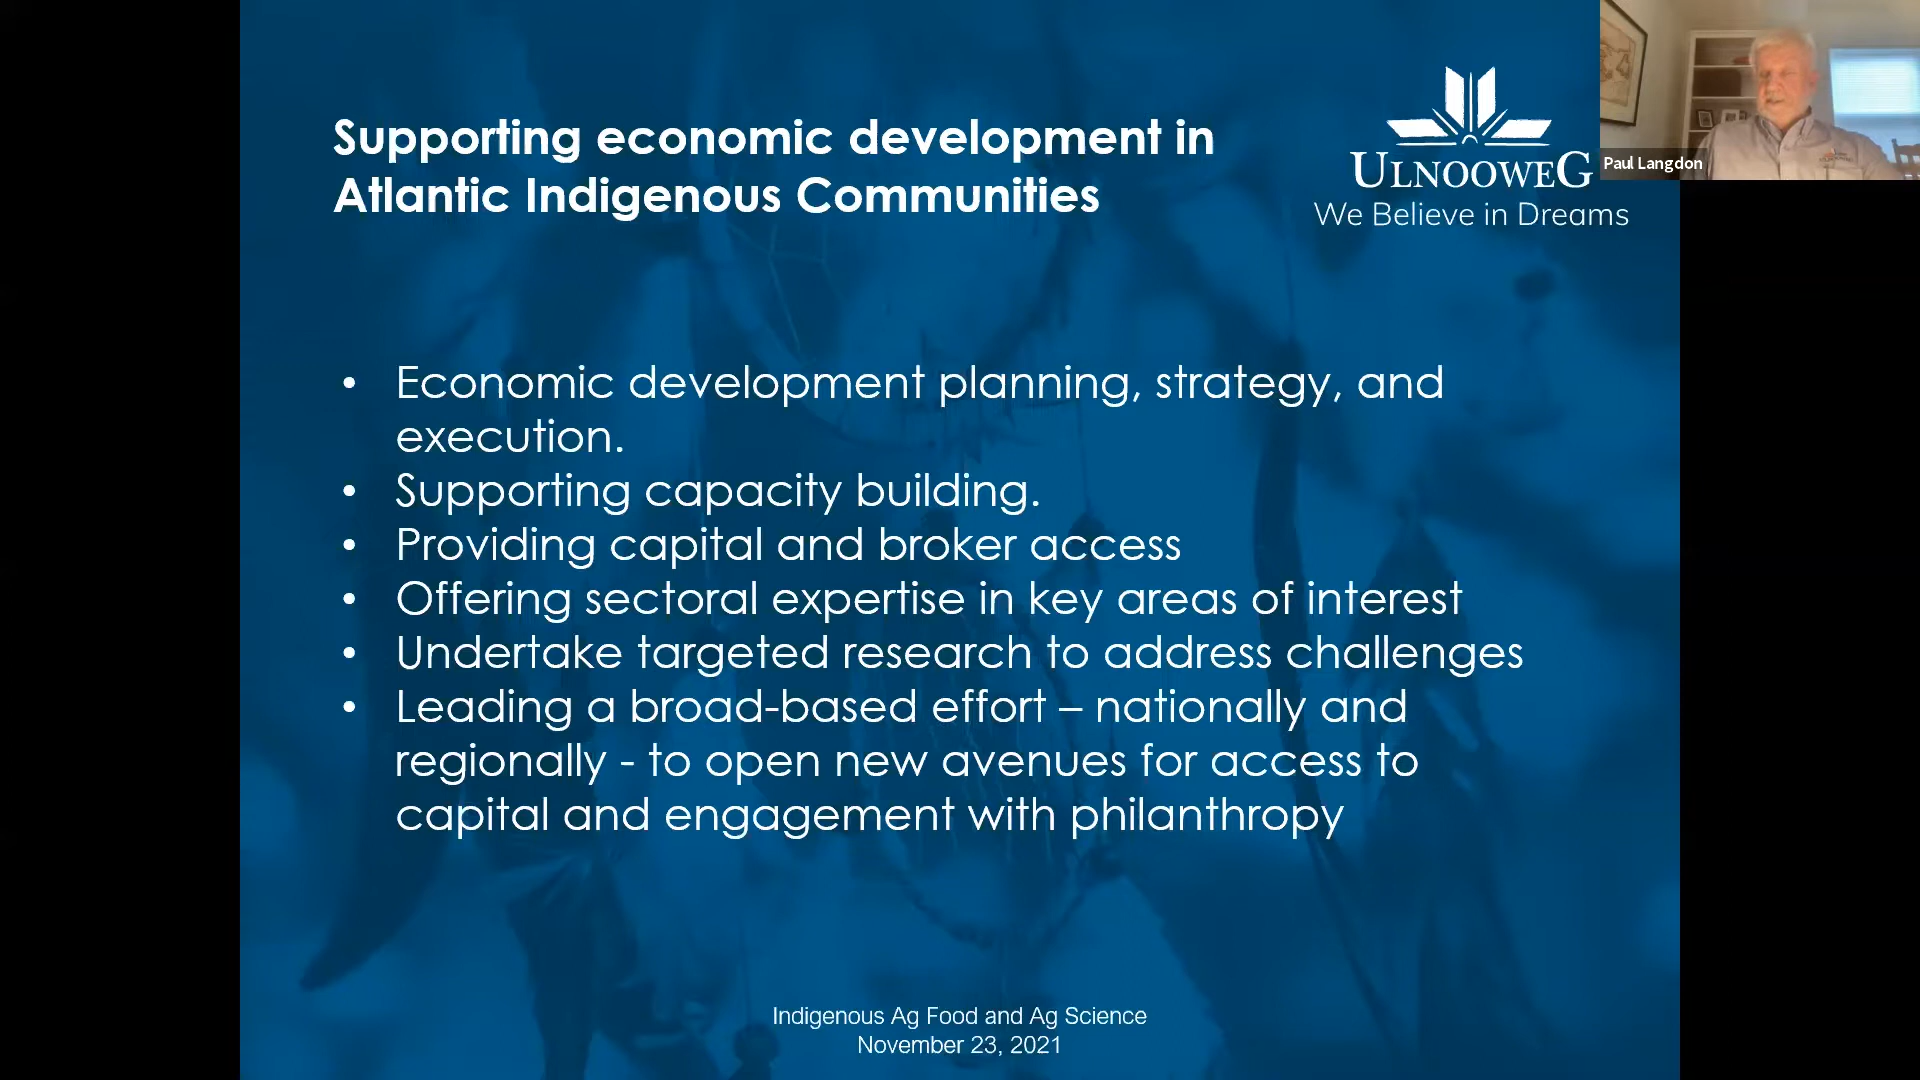 Supporting economic development in
Atlantic Indigenous Communities
ULNOOWEG
We Believe in Dreams
Paul Langdon
• Economic development planning, strategy, and
execution.
• Supporting capacity building.
• Providing capital and broker access
• Offering sectoral expertise in key areas of interest
• Undertake targeted research to address challenges
• Leading a broad-based effort – nationally and
regionally - to open new avenues for access to
capital and engagement with philanthropy
Indigenous Ag Food and Ag Science
November 23, 2021